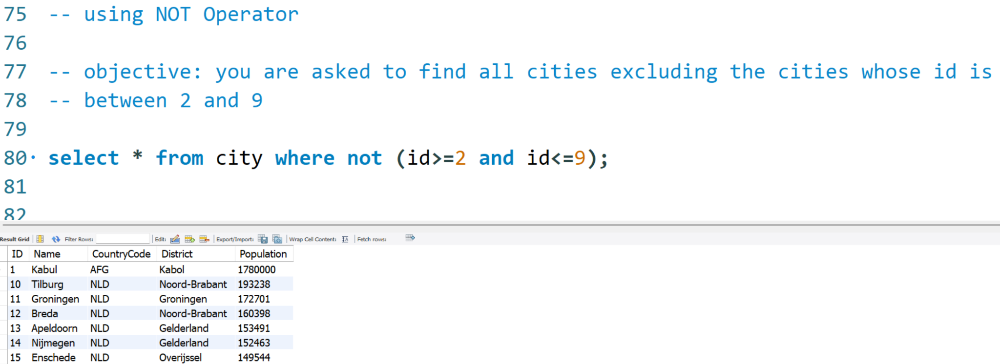 75 -- using NOT Operator
76
77 -- objective: you are asked to find all cities excluding the cities whose id is
78 -- between 2 and 9
79
80 select * from city where not (id>=2 and id<=9);
81
82
Result Grid Filter Rows: Edit: Export/Import: Wrap Cell Content: IA Fetch rows:
ID Name CountryCode District Population
1 Kabul AFG Kabol 1780000
10 Tilburg NLD Noord-Brabant 193238
11 Groningen NLD Groningen 172701
12 Breda NLD Noord-Brabant 160398
13 Apeldoorn NLD Gelderland 153491
14 Nijmegen NLD Gelderland 152463
15 Enschede NLD Overijssel 149544